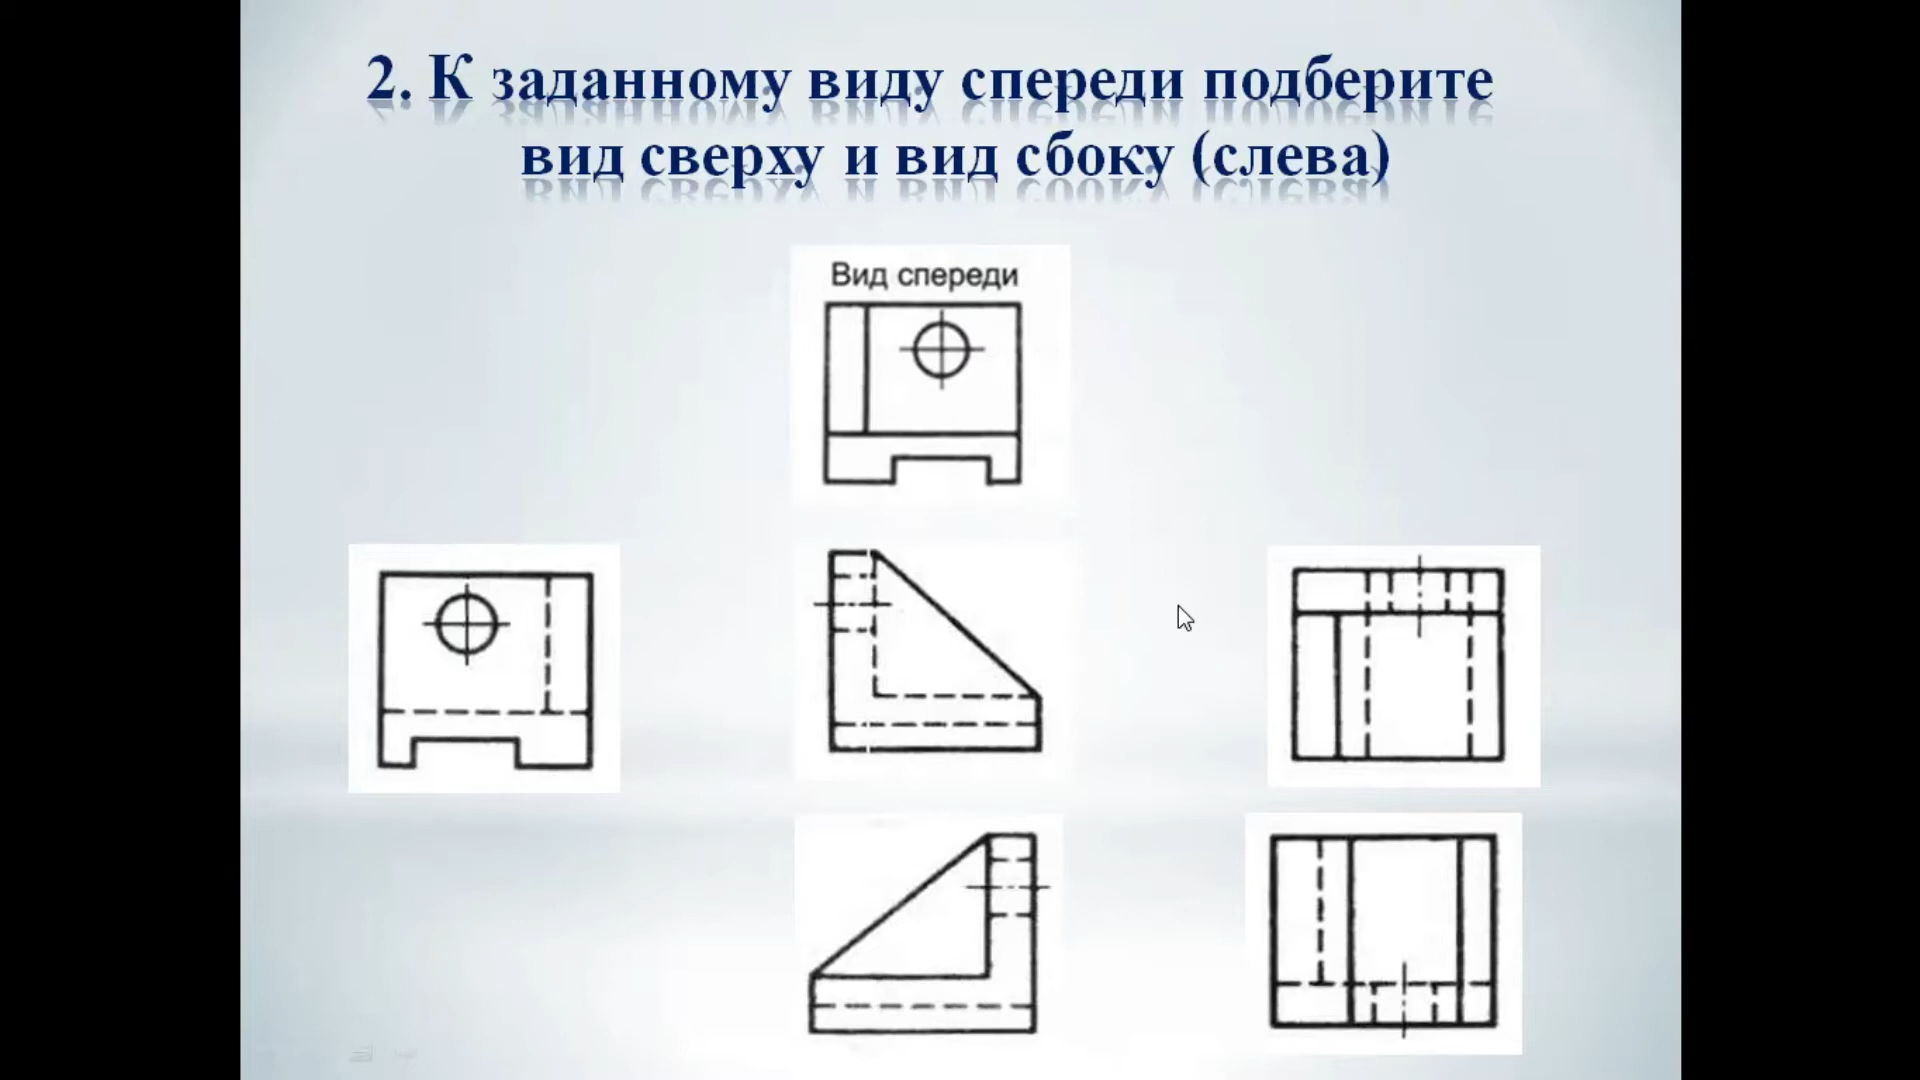 2. К заданному виду спереди подберите
вид сверху и вид сбоку (слева)
Вид спереди